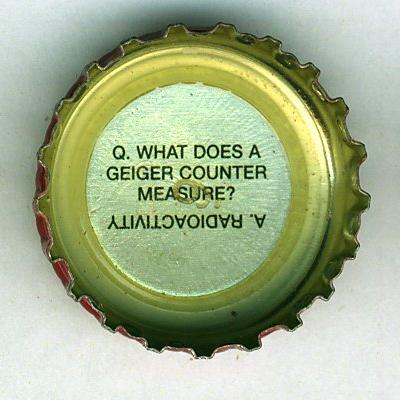 Q. WHAT DOES A
GEIGER COUNTER
MEASURE?
A. RADIOACTIVITY